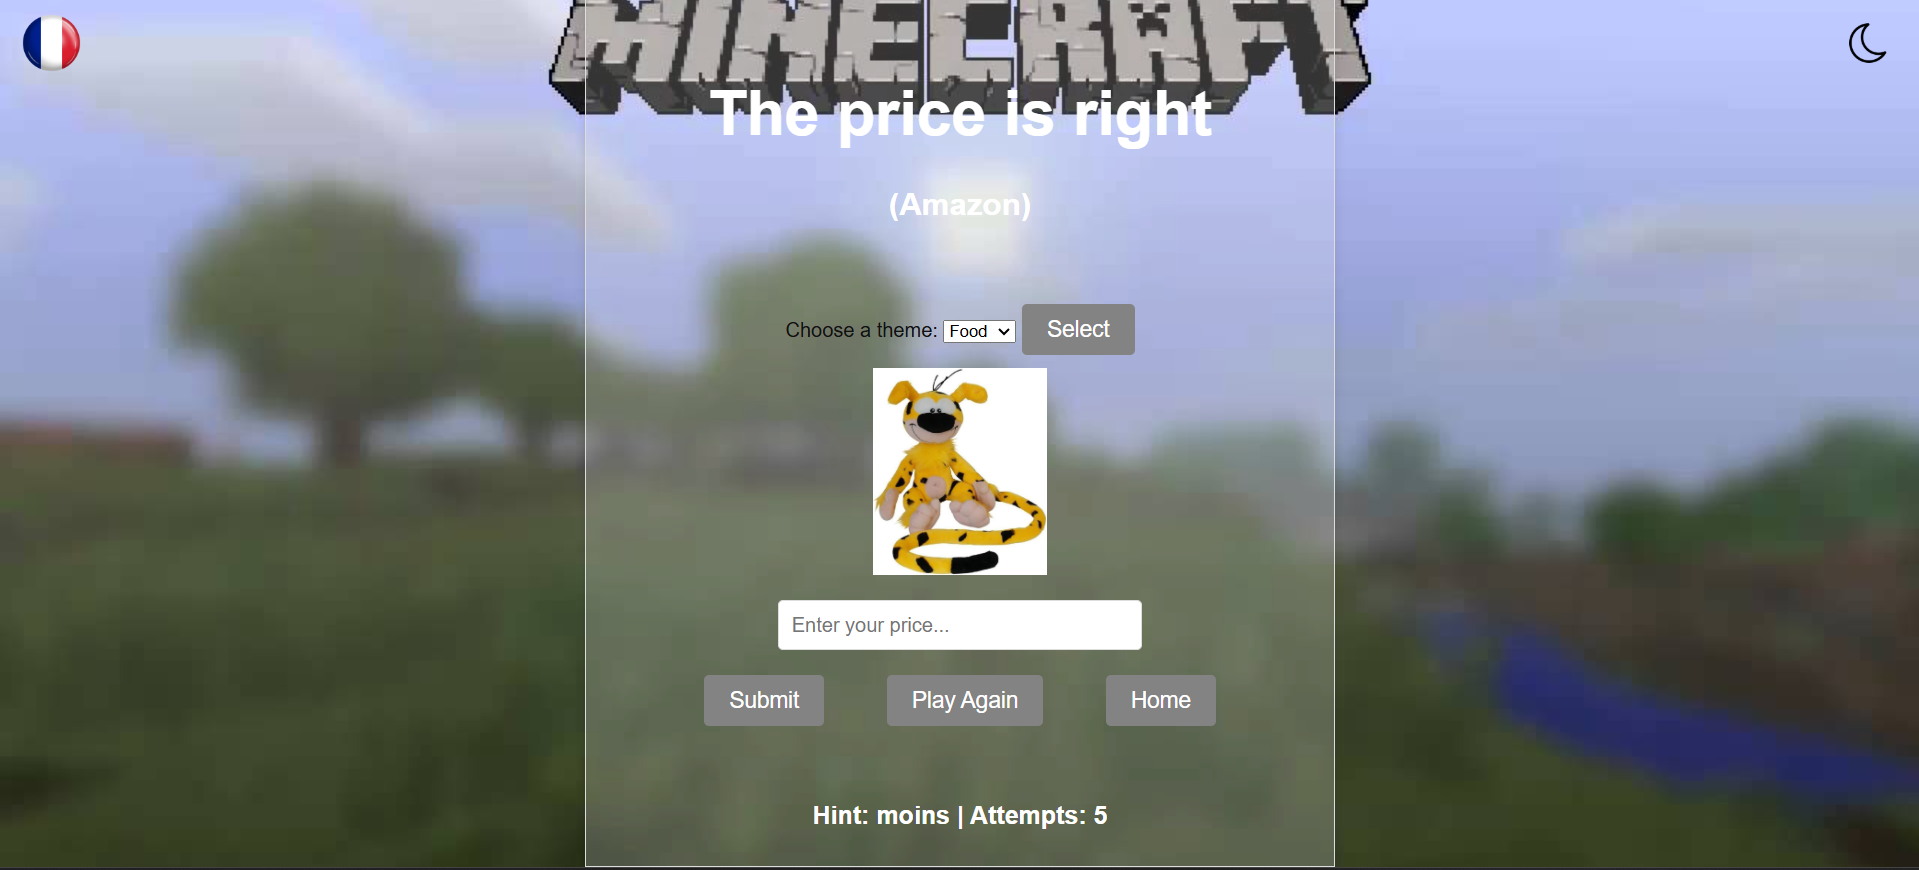 MINECRAFT
The price is right
(Amazon)
Choose a theme: Food Select
Enter your price...
Submit Play Again Home
Hint: moins | Attempts: 5